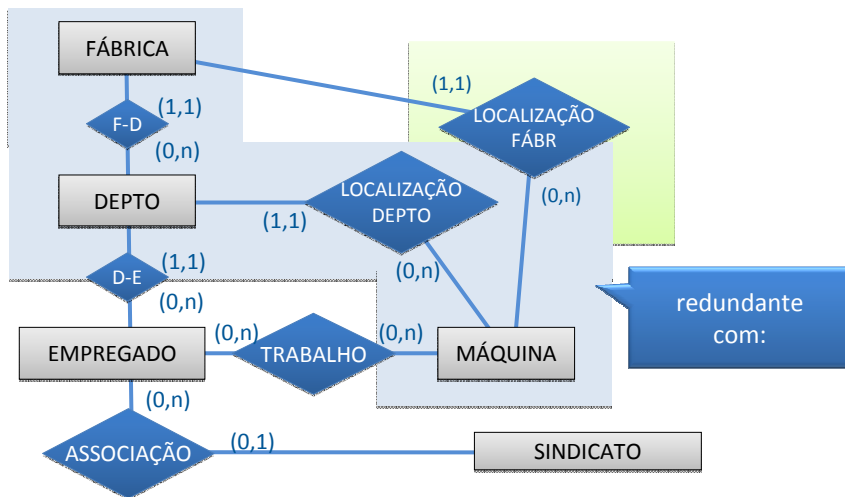 FÁBRICA
(1,1)
(1,1)
LOCALIZAÇÃO
FÁBR
F-D
(0,n)
LOCALIZAÇÃO
DEPTO
(0,n)
DEPTO
(1,1)
(1,1)
(0,n)
D-E
(0,n)
redundante
com:
(0,n)
(0,n)
EMPREGADO
TRABALHO
MÁQUINA
(0,n)
(0,1)
ASSOCIAÇÃO
SINDICATO